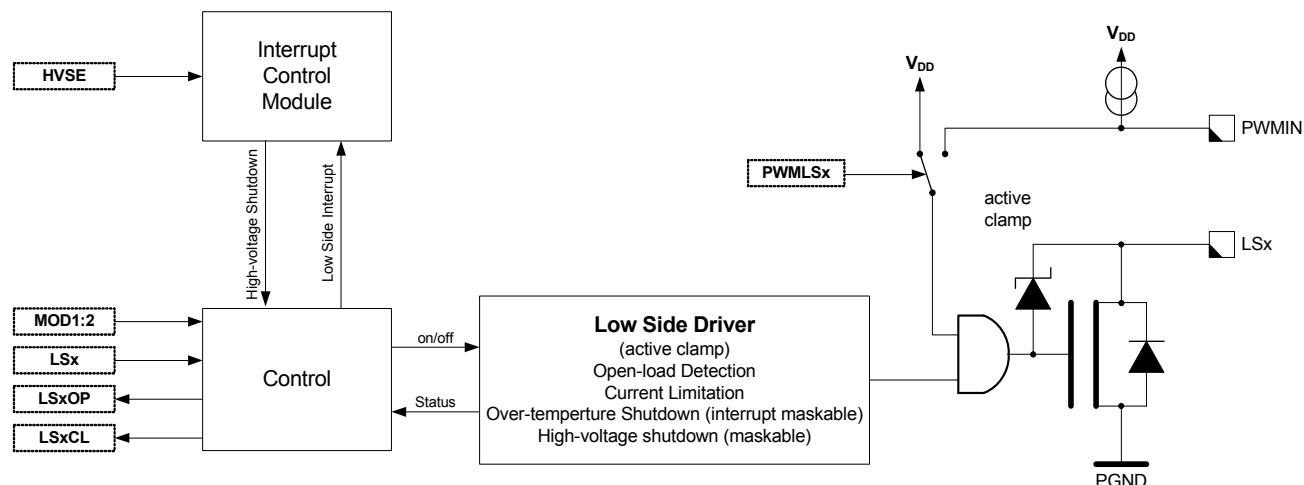 Interrupt
Control
Module
HVSE
High-voltage Shutdown
Low Side Interrupt
VDD
VDD
PWMIN
PWMLSx
active
clamp
LSx
MOD1:2
LSx
LSxOP
LSxCL
Control
on/off
Status
Low Side Driver
(active clamp)
Open-load Detection
Current Limitation
Over-temperture Shutdown (interrupt maskable)
High-voltage shutdown (maskable)
PGND